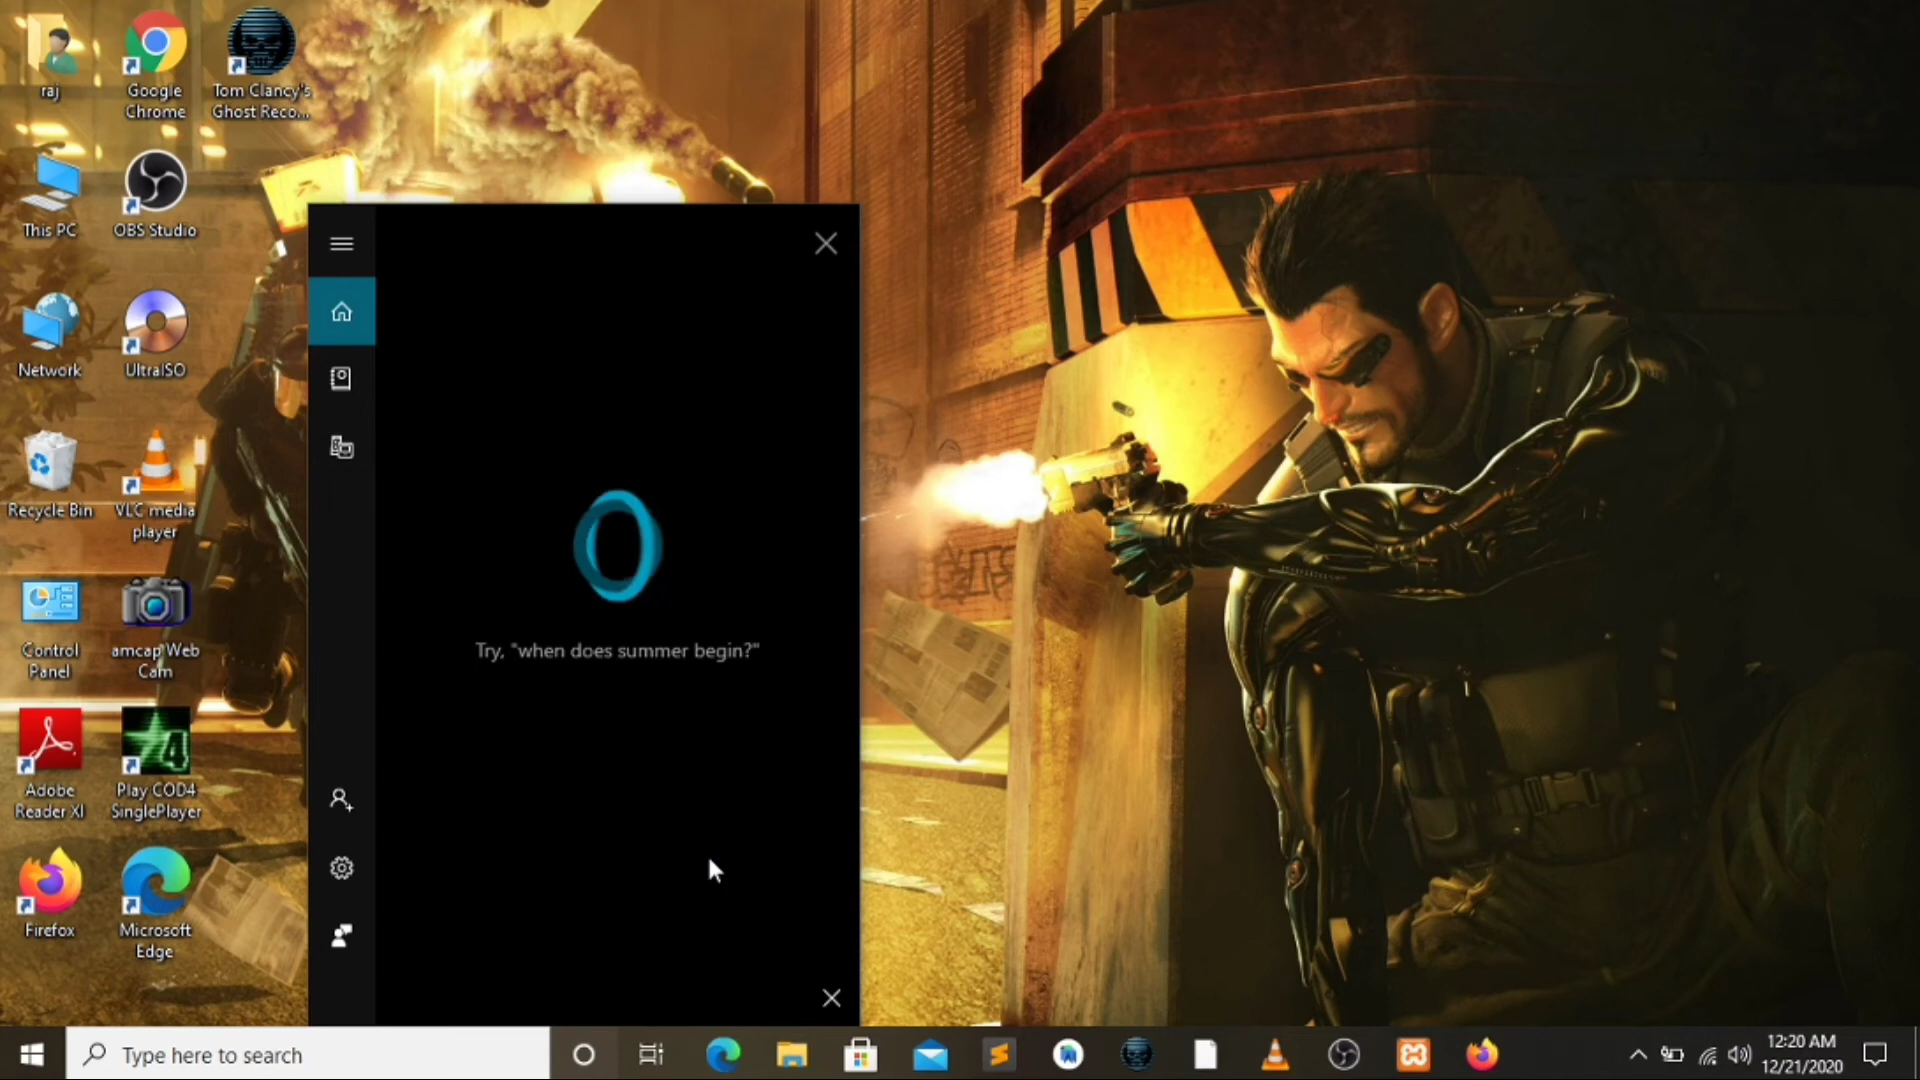 raj
Google
Chrome
Tom Clancy's
Ghost Reco...
This PC
OBS Studio
Network
UltraISO
Recycle Bin
VLC media
player
Control
Panel
amcap Web
Cam
Adobe
Reader XI
4
Play COD4
SinglePlayer
Firefox
Microsoft
Edge
Try, "when does summer begin?"
Type here to search
12:20 AM
12/21/2020